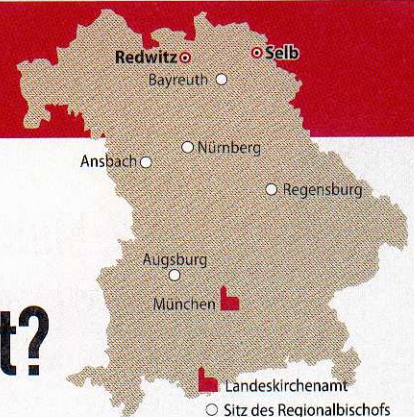 Redwitz
Selb
Bayreuth
Nürnberg
Ansbach
Regensburg
Augsburg
München
t?
Landeskirchenamt
Sitz des Regionalbischofs